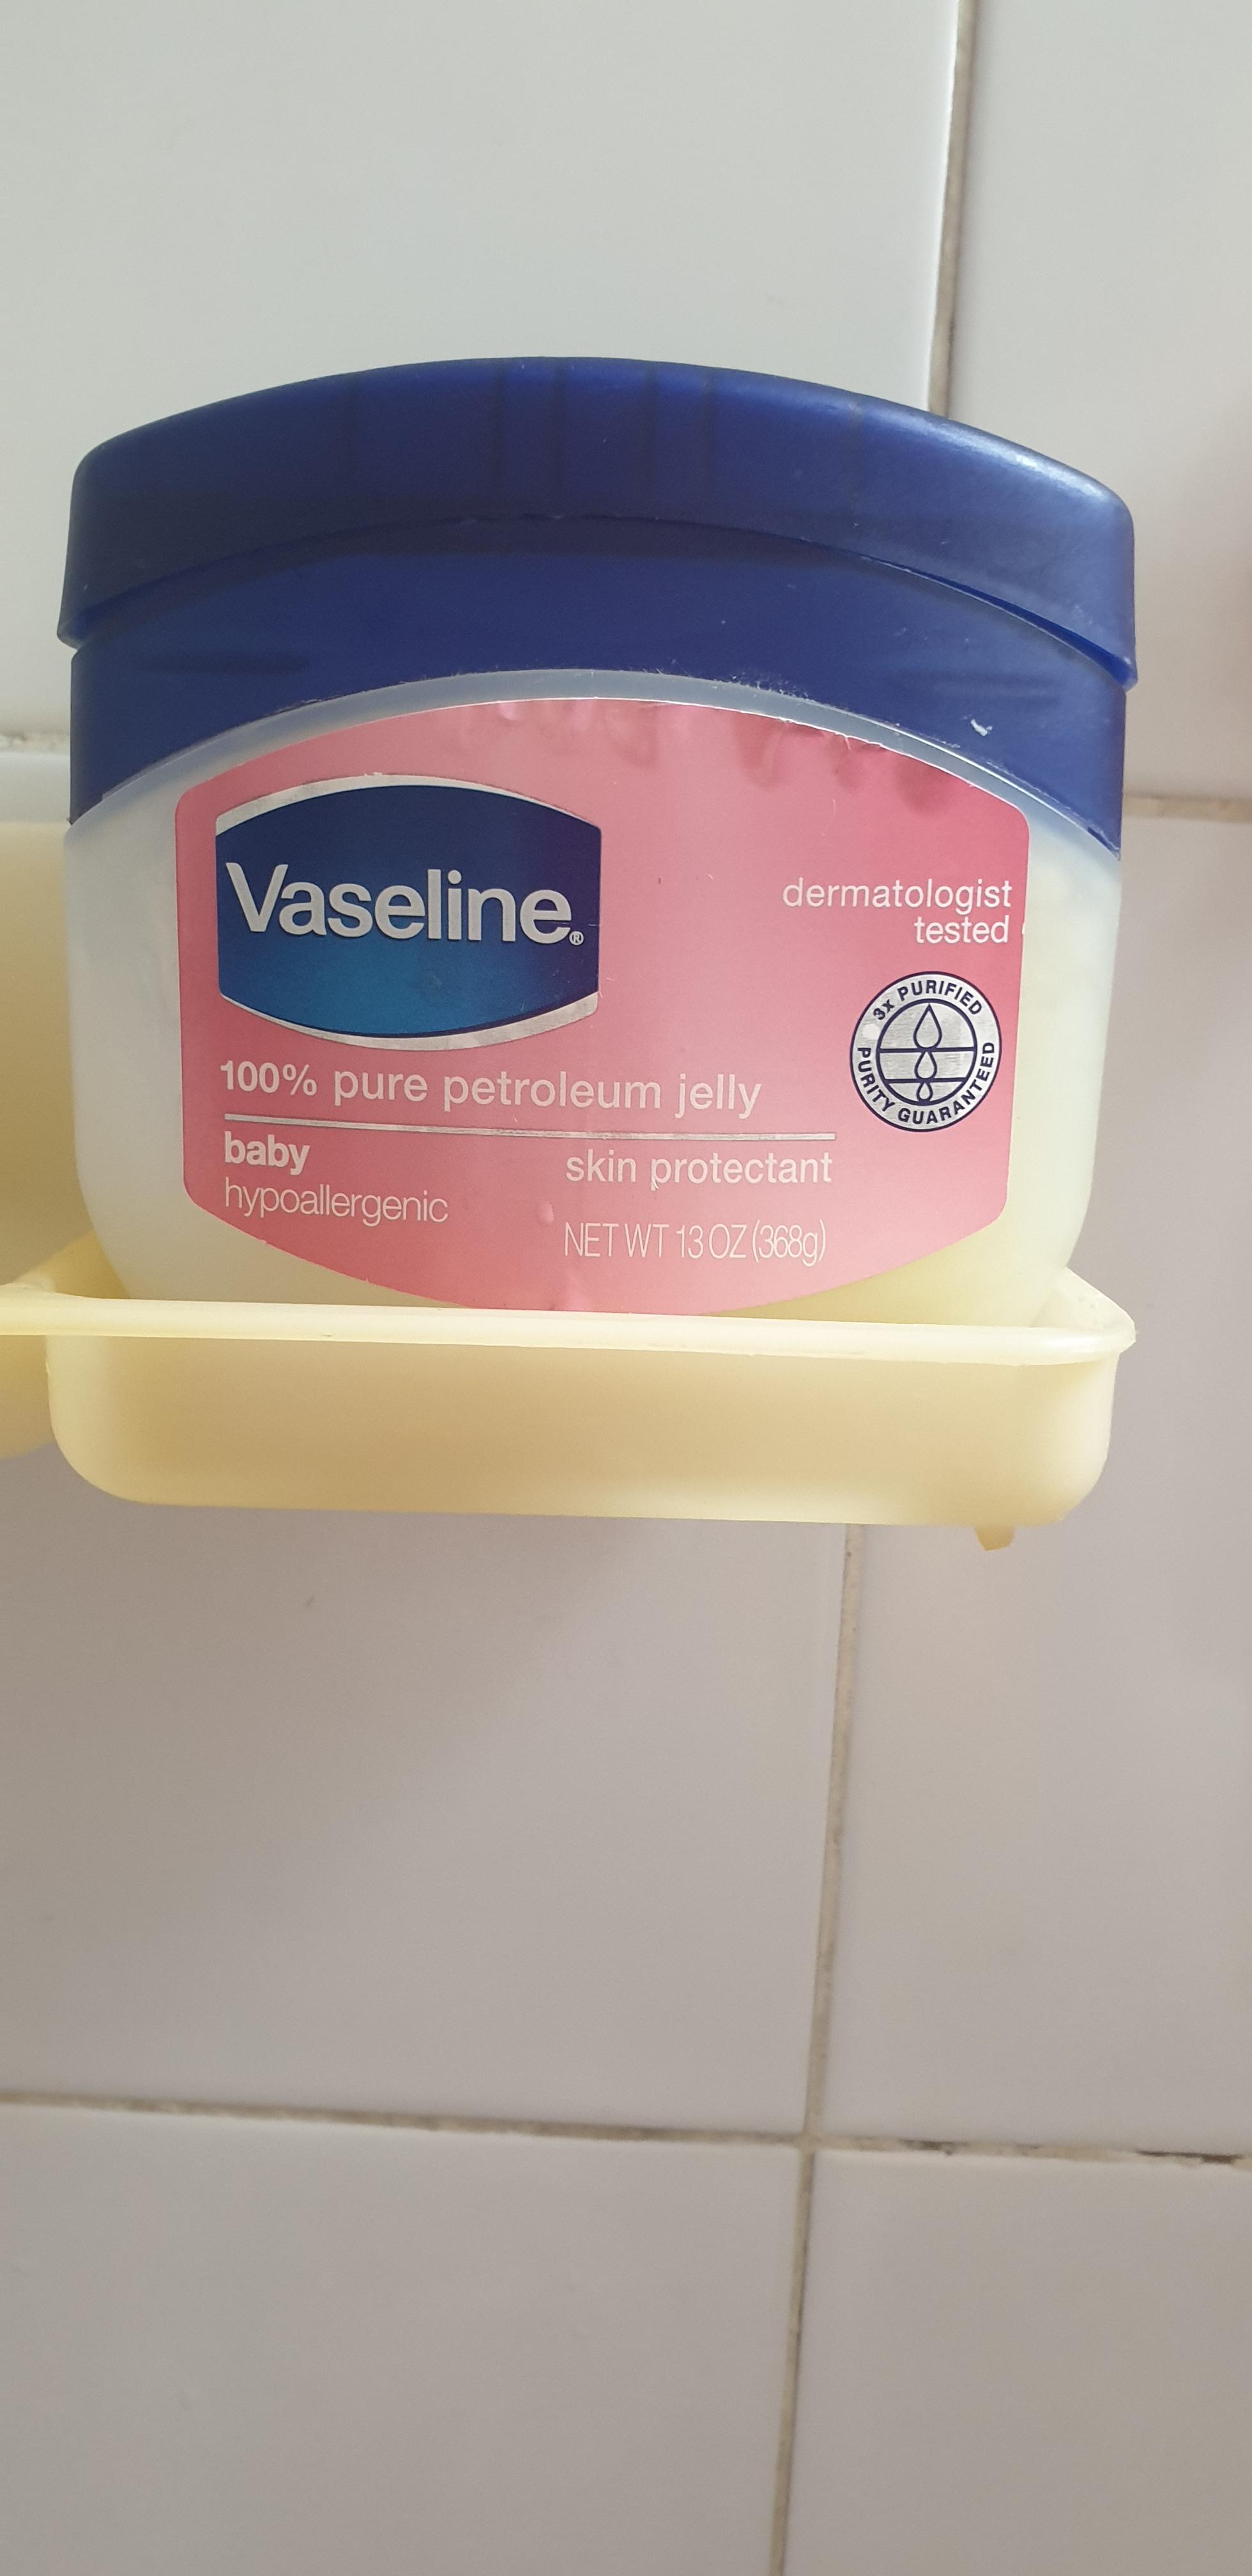 Vaseline®
dermatologist
tested
3x PURIFIED
PURITY GUARANTEED
100% pure petroleum jelly
baby
skin protectant
hypoallergenic
NET WT 13 OZ (368g)